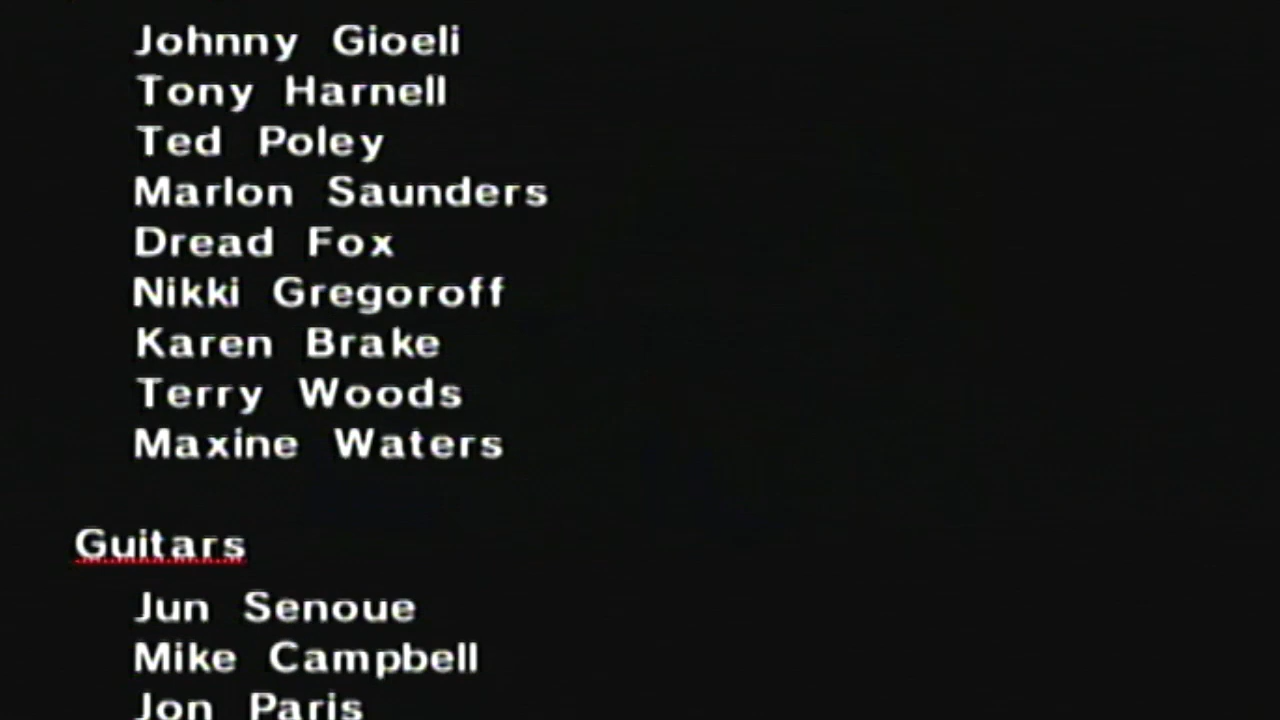 Johnny Gioeli
Tony Harnell
Ted Poley
Marlon Saunders
Dread Fox
Nikki Gregoroff
Karen Brake
Terry Woods
Maxine Waters
Guitars
Jun Senoue
Mike Campbell
Jon Paris